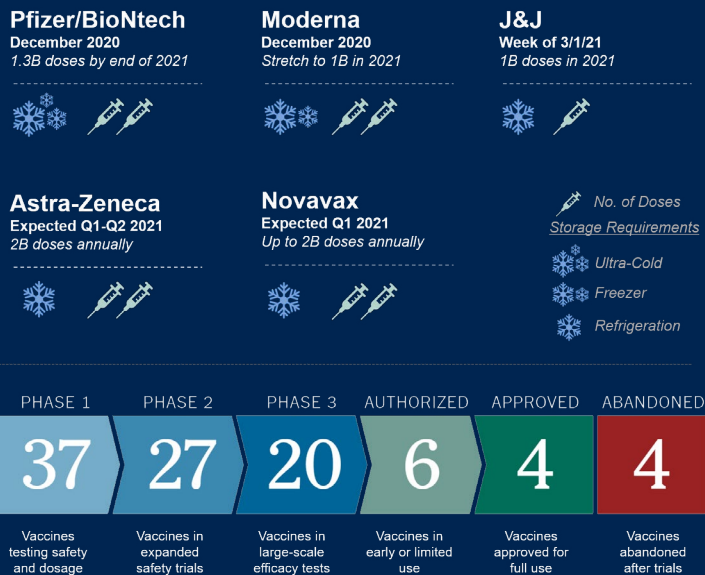 Pfizer/BioNtech
December 2020
1.3B doses by end of 2021
Moderna
December 2020
Stretch to 1B in 2021
J&J
Week of 3/1/21
1B doses in 2021
Astra-Zeneca
Expected Q1-Q2 2021
2B doses annually
Novavax
Expected Q1 2021
Up to 2B doses annually
No. of Doses
Storage Requirements
Ultra-Cold
Freezer
Refrigeration
PHASE 1
37
Vaccines
testing safety
and dosage
PHASE 2
27
Vaccines in
expanded
safety trials
PHASE 3
20
Vaccines in
large-scale
efficacy tests
AUTHORIZED
6
Vaccines in
early or limited
use
APPROVED
4
Vaccines
approved for
full use
ABANDONED
4
Vaccines
abandoned
after trials